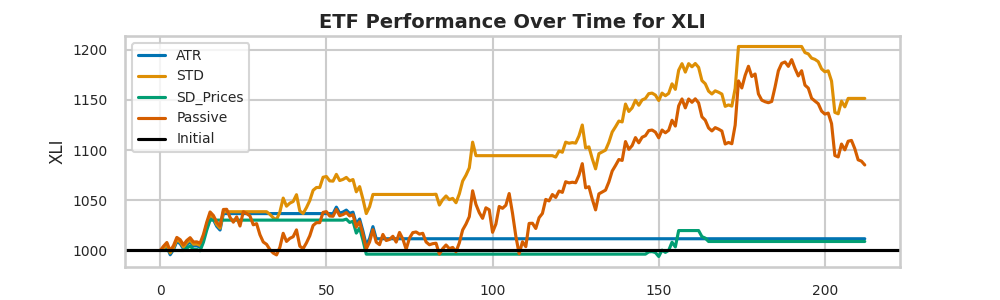 ETF Performance Over Time for XLI
XLI
1200
1150
1100
1050
1000
ATR
STD
SD_Prices
Passive
Initial
0 50 100 150 200